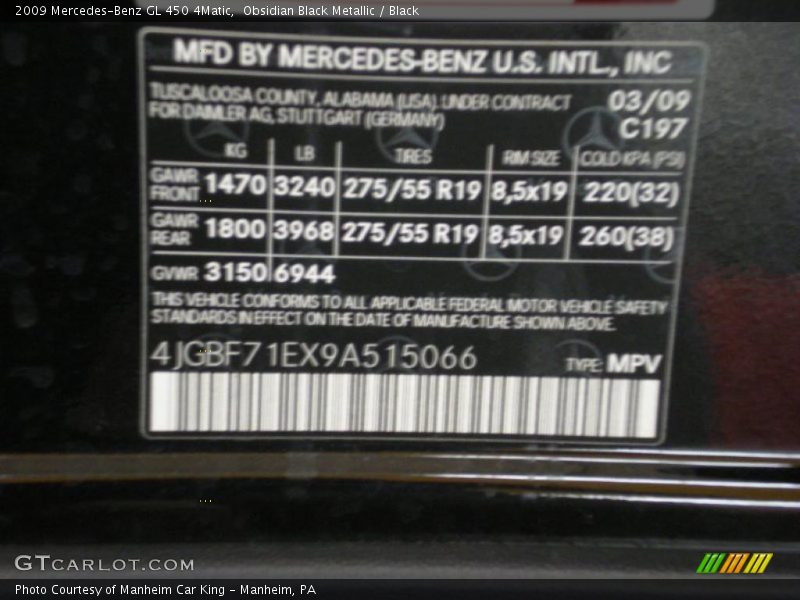 2009 Mercedes-Benz GL 450 4Matic,  Obsidian Black Metallic / Black
MFD BY MERCEDES-BENZ U.S. INTL., INC
TUSCALOOSA COUNTY, ALABAMA (USA). UNDER CONTRACT
FOR DAIMLER AG, STUTTGART (GERMANY)
03/09
C197
KG LB TIRES RIM SIZE COLD KPA (PSI)
GAWR FRONT 1470 3240 275/55 R19 8,5x19 220(32)
GAWR REAR 1800 3968 275/55 R19 8,5x19 260(38)
GVWR 3150 6944
THIS VEHICLE CONFORMS TO ALL APPLICABLE FEDERAL MOTOR VEHICLE SAFETY
STANDARDS IN EFFECT ON THE DATE OF MANUFACTURE SHOWN ABOVE.
4JGBF71EX9A515066 TYPE: MPV
GTCARLOT.COM
Photo Courtesy of Manheim Car King - Manheim, PA